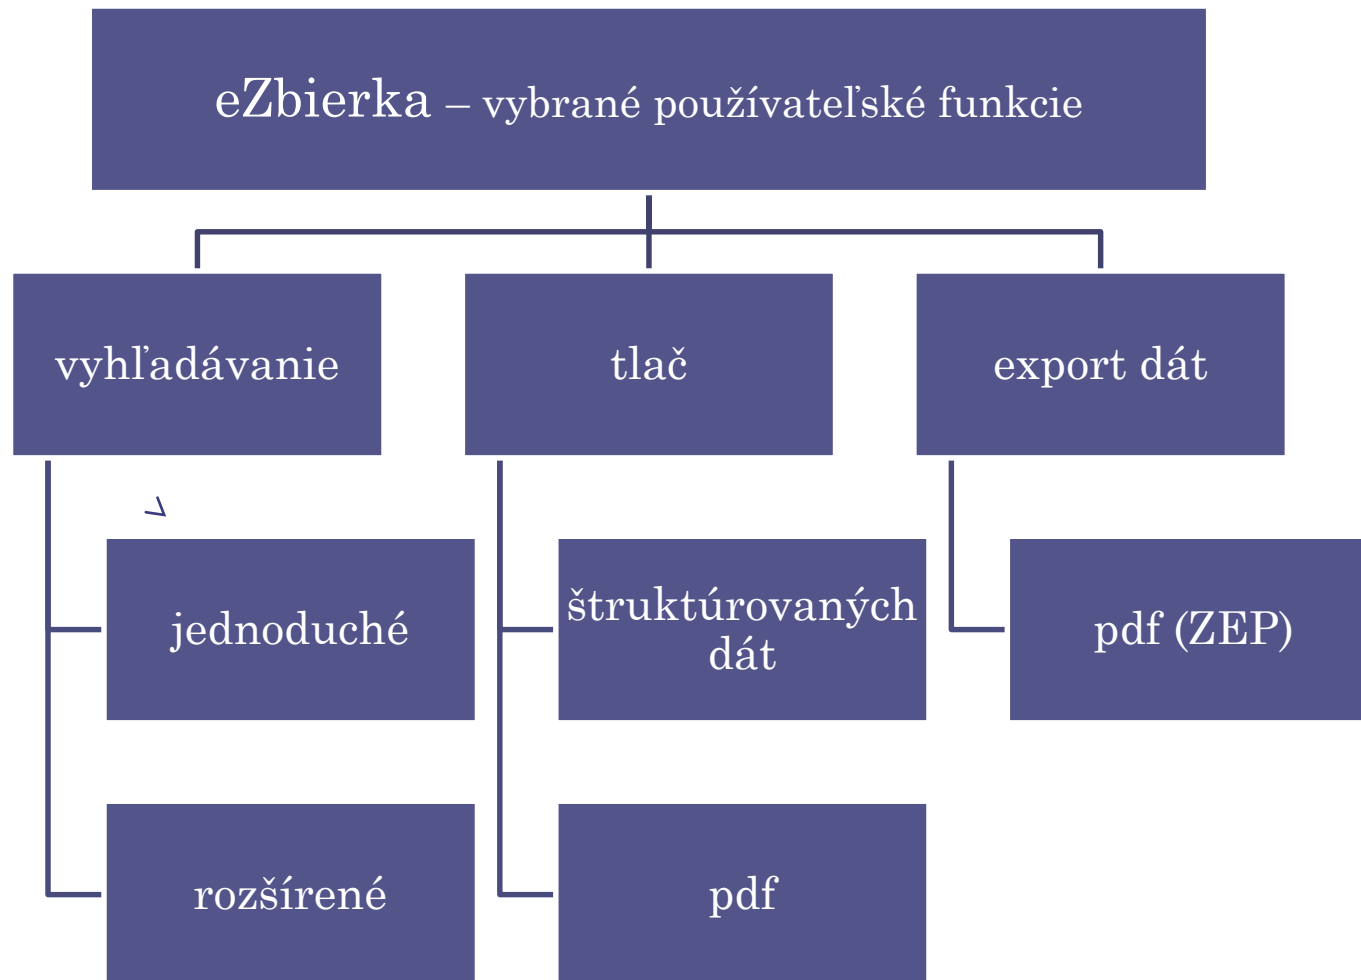 eZbierka – vybrané používateľské funkcie
vyhľadávanie
tlač
export dát
jednoduché
štruktúrovaných
dát
pdf (ZEP)
rozšírené
pdf